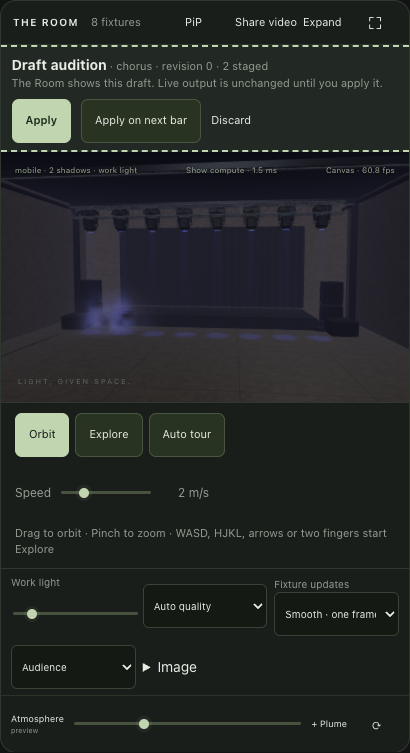 THE ROOM 8 fixtures PiP Share video Expand
Draft audition · chorus · revision 0 · 2 staged
The Room shows this draft. Live output is unchanged until you apply it.
Apply Apply on next bar Discard
mobile · 2 shadows · work light Show compute · 1.5 ms Canvas · 60.8 fps
LIGHT, GIVEN SPACE.
Orbit Explore Auto tour
Speed 2 m/s
Drag to orbit · Pinch to zoom · WASD, HJKL, arrows or two fingers start
Explore
Work light Fixture updates
Auto quality Smooth · one
Audience Image
Atmosphere
preview
+ Plume